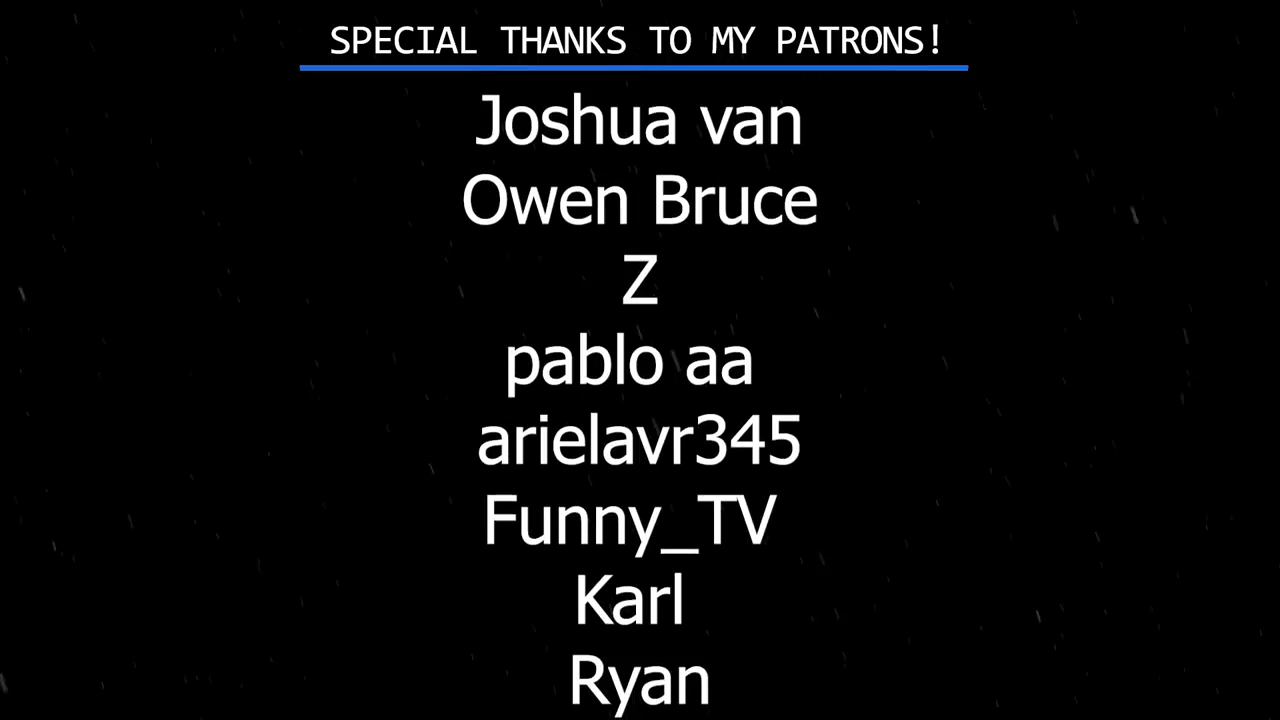 SPECIAL THANKS TO MY PATRONS!
Joshua van
Owen Bruce
Z
pablo aa
arielavr345
Funny_TV
Karl
Ryan